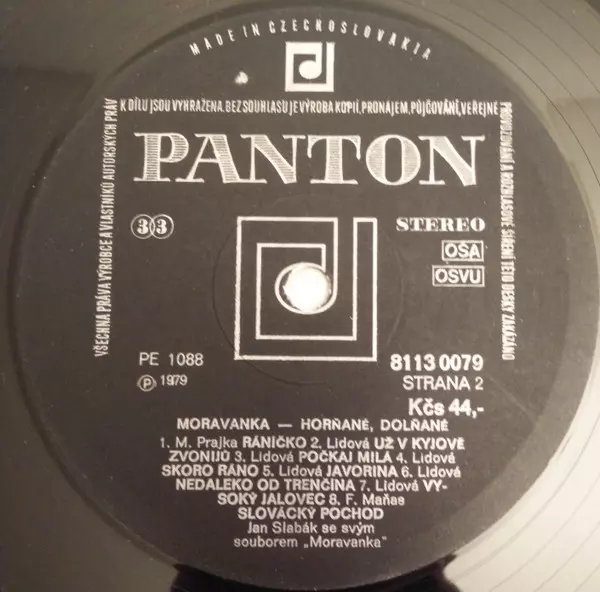 MADE IN CZECHOSLOVAKIA
VŠECHNA PRÁVA VÝROBCE A VLASTNÍKŮ AUTORSKÝCH PRÁV
K DÍLU JSOU VYHRAŽENA. BEZ SOUHLASU JE VÝROBA KOPIÍ, PRONÁJEM, PŮJČOVÁNÍ, VEŘEJNÉ
PROVOZOVÁNÍ A ROZHLASOVÉ ŠÍŘENÍ TÉTO DESKY ZAKÁZÁNO
PANTON
33 STEREO
OSA
OSVU
PE 1088 8113 0079
Ⓟ 1979 STRANA 2
Kčs 44,-
MORAVANKA — HORŇANÉ, DOLŇANÉ
1. M. Prajka RÁNIČKO 2. Lidová UŽ V KYJOVĚ
ZVONIJÚ 3. Lidová POČKAJ MILÁ 4. Lidová
SKORO RÁNO 5. Lidová JAVORINA 6. Lidová
NEDALEKO OD TRENČÍNA 7. Lidová VY-
SOKÝ JALOVEC 8. F. Maňas
SLOVÁCKÝ POCHOD
Jan Slabák se svým
souborem „Moravanka"